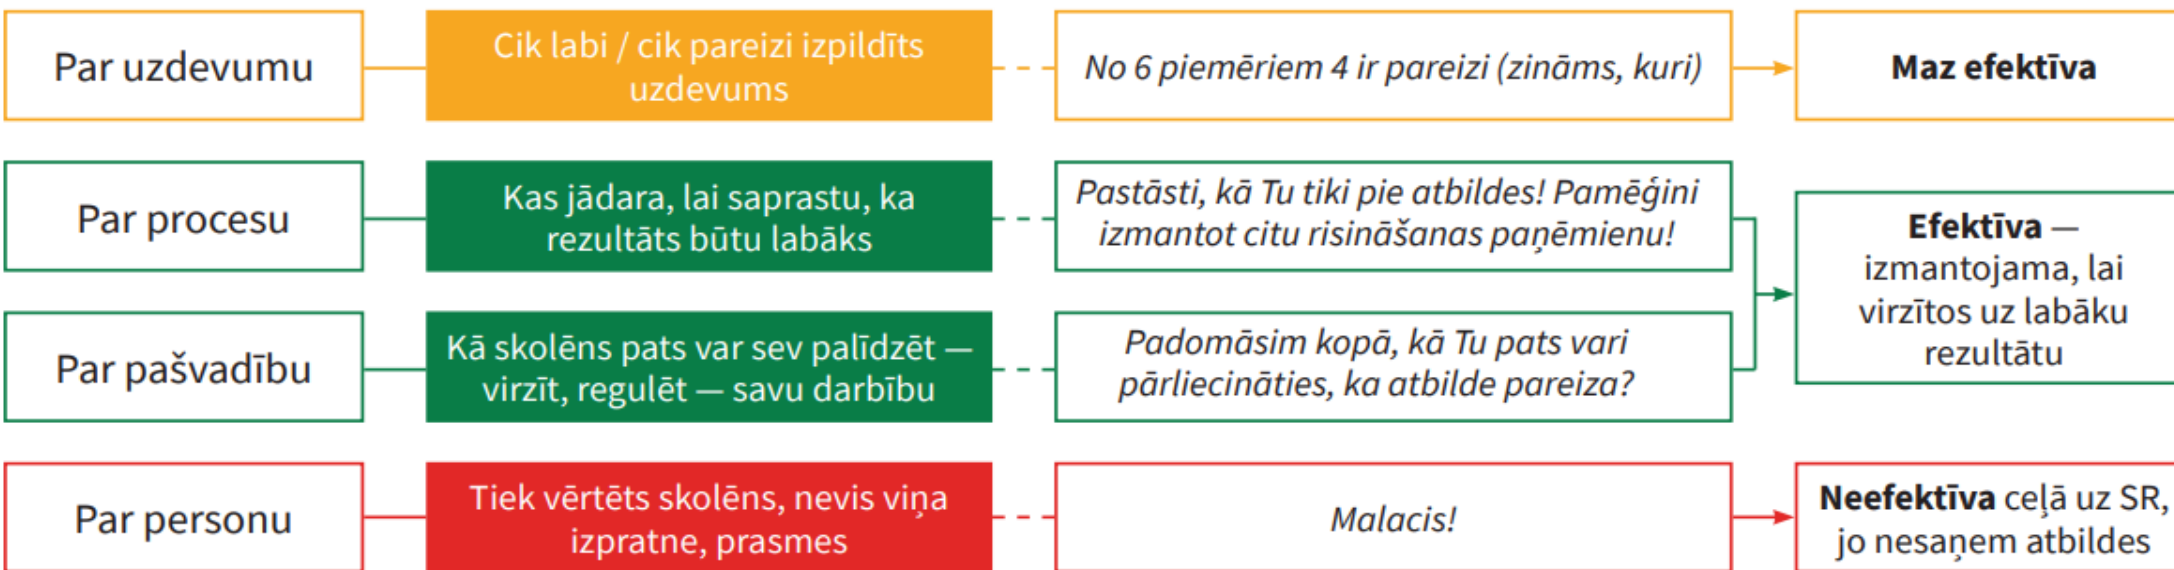 Par uzdevumu
Cik labi / cik pareizi izpildīts
uzdevums
No 6 piemēriem 4 ir pareizi (zināms, kuri)
Maz efektīva
Par procesu
Kas jādara, lai saprastu, ka
rezultāts būtu labāks
Pastāsti, kā Tu tiki pie atbildes! Pamēģini
izmantot citu risināšanas paņēmienu!
Par pašvadību
Kā skolēns pats var sev palīdzēt —
virzīt, regulēt — savu darbību
Padomāsim kopā, kā Tu pats vari
pārliecināties, ka atbilde pareiza?
Efektīva —
izmantojama, lai
virzītos uz labāku
rezultātu
Par personu
Tiek vērtēts skolēns, nevis viņa
izpratne, prasmes
Malacis!
Neefektīva ceļā uz SR,
jo nesaņem atbildes